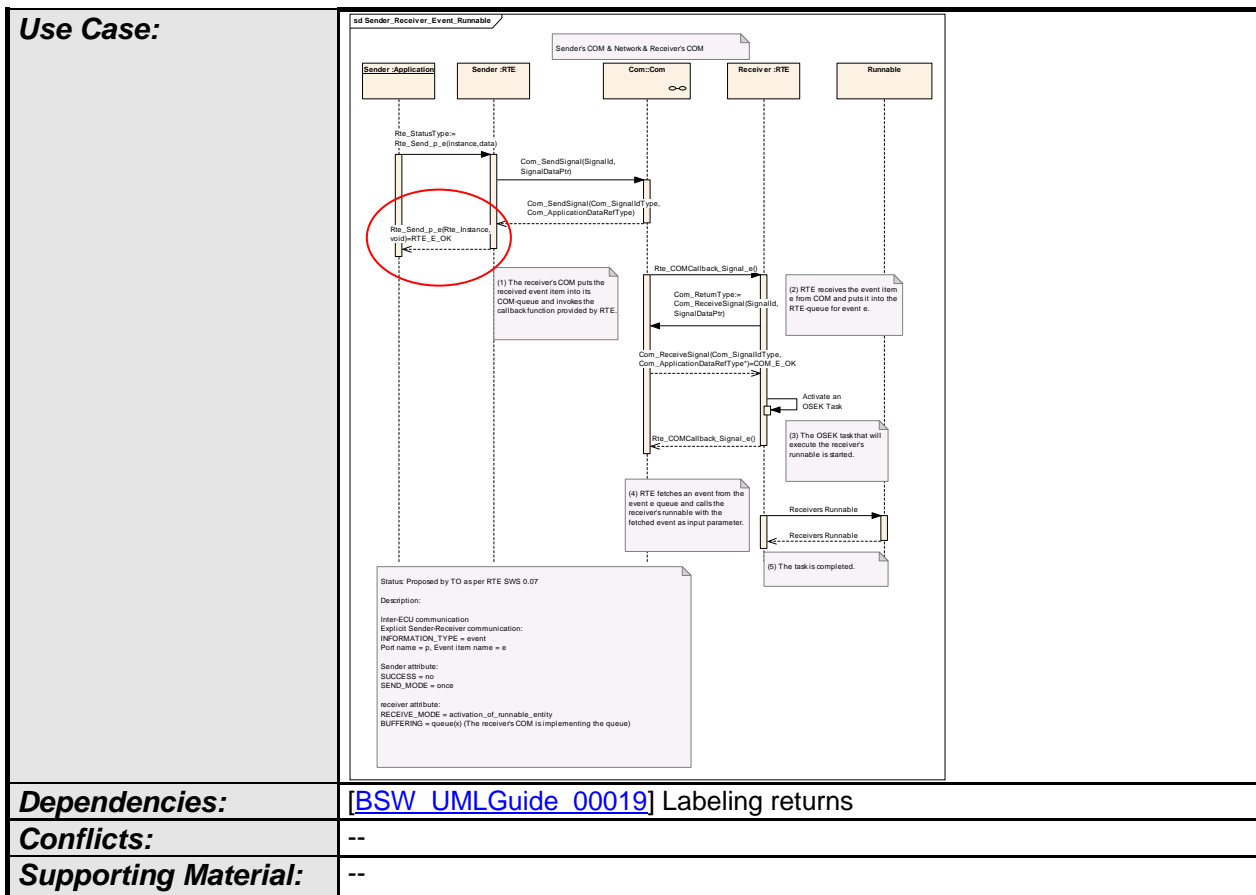 Use Case:
sd Sender_Receiver_Event_Runnable
Sender's COM & Network & Receiver's COM
Sender :Application
Sender :RTE
Com::Com
Receiver :RTE
Runnable
Rte_StatusType:=
Rte_Send_p_e(instance,data)
Com_SendSignal(SignalId,
SignalDataPtr)
Com_SendSignal(Com_SignalIdType,
Com_ApplicationDataRefType)
Rte_Send_p_e(Rte_Instance,
void)=RTE_E_OK
Rte_COMCallback_Signal_e()
(1) The receiver's COM puts the
received event item into its
COM-queue and invokes the
callback function provided by RTE.
Com_ReturnType:=
Com_ReceiveSignal(SignalId,
SignalDataPtr)
(2) RTE receives the event item
e from COM and puts it into the
RTE-queue for event e.
Com_ReceiveSignal(Com_SignalIdType,
Com_ApplicationDataRefType*)=COM_E_OK
Activate an
OSEK Task
Rte_COMCallback_Signal_e()
(3) The OSEK task that will
execute the receiver's
runnable is started.
(4) RTE fetches an event from the
event e queue and calls the
receiver's runnable with the
fetched event as input parameter.
Receivers Runnable
Receivers Runnable
(5) The task is completed.
Status: Proposed by TO as per RTE SWS 0.07
Description:
Inter-ECU communication
Explicit Sender-Receiver communication:
INFORMATION_TYPE = event
Port name = p, Event item name = e
Sender attribute:
SUCCESS = no
SEND_MODE = once
receiver attribute:
RECEIVE_MODE = activation_of_runnable_entity
BUFFERING = queue(x) (The receiver's COM is implementing the queue)
Dependencies:
[BSW_UMLGuide_00019] Labeling returns
Conflicts:
--
Supporting Material:
--